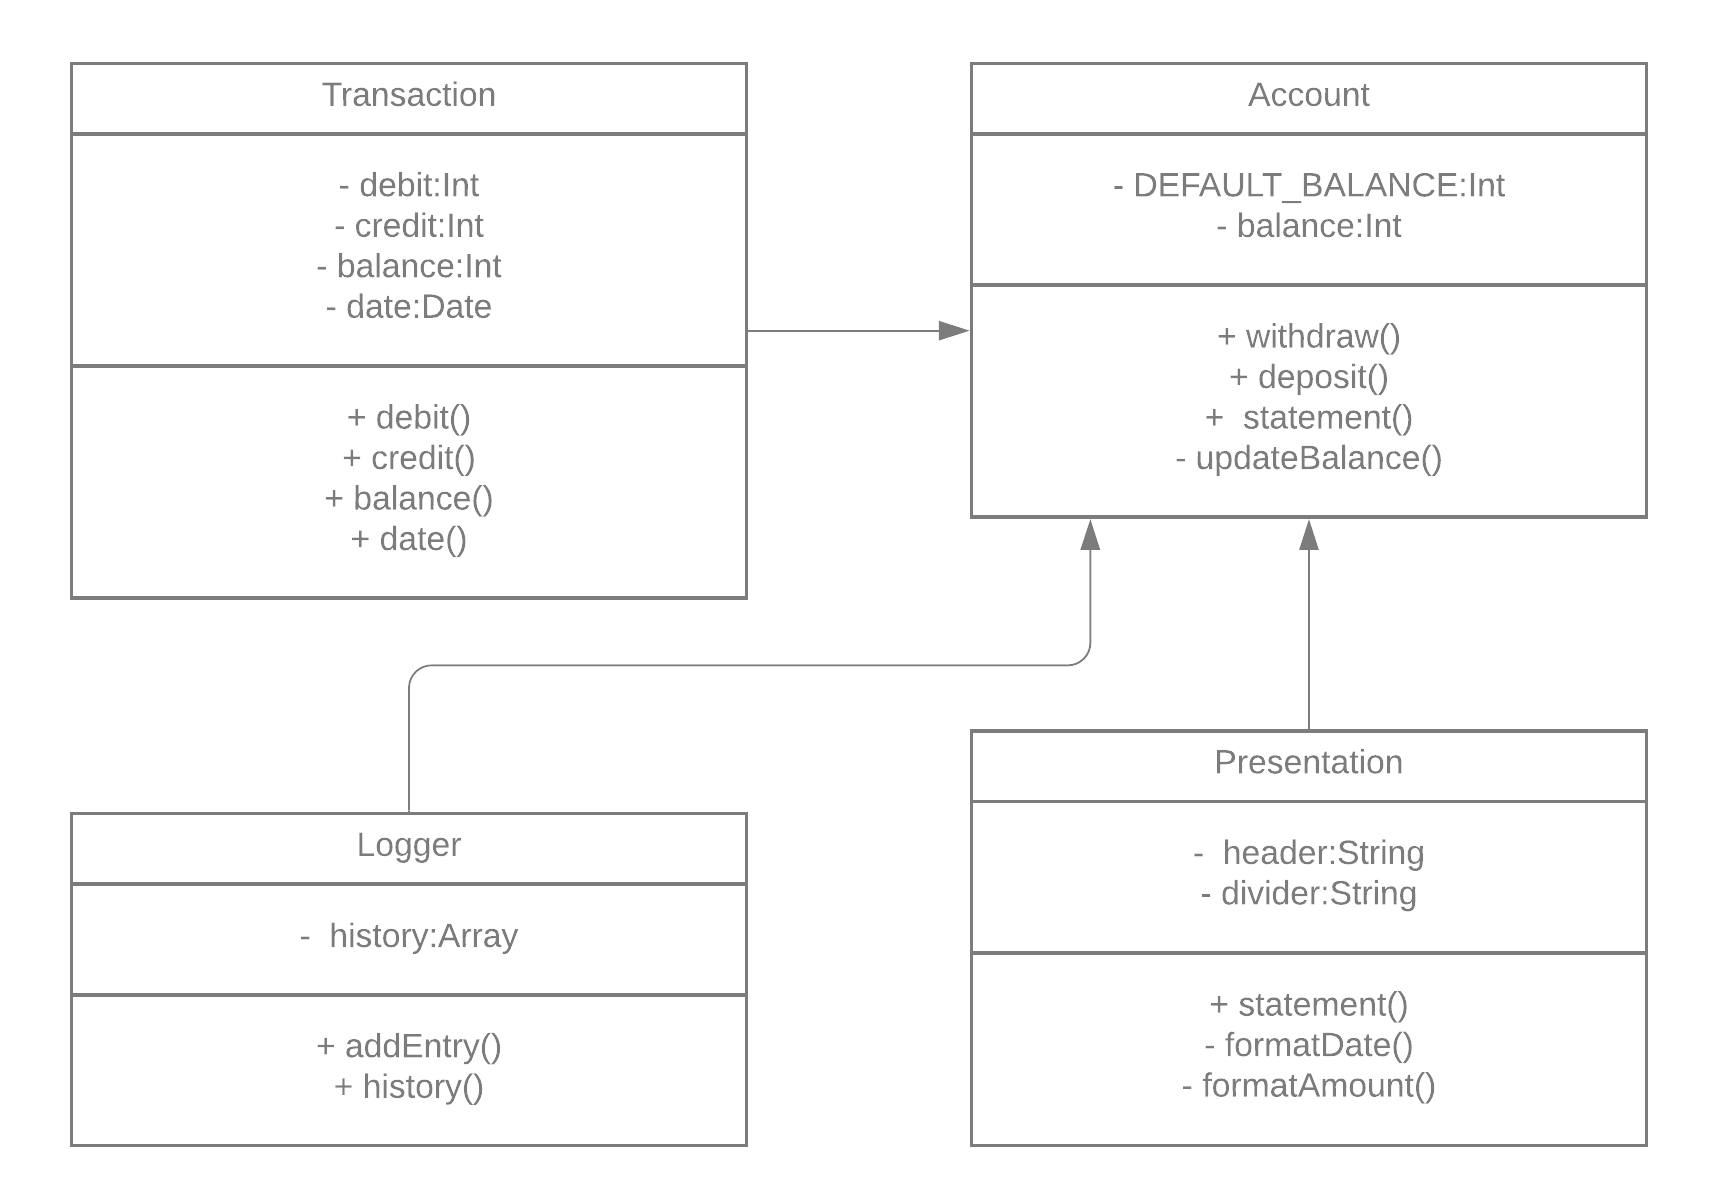 Transaction
- debit:Int
- credit:Int
- balance:Int
- date:Date
+ debit()
+ credit()
+ balance()
+ date()
Account
- DEFAULT_BALANCE:Int
- balance:Int
+ withdraw()
+ deposit()
+  statement()
- updateBalance()
Logger
-  history:Array
+ addEntry()
+ history()
Presentation
-  header:String
- divider:String
+ statement()
- formatDate()
- formatAmount()